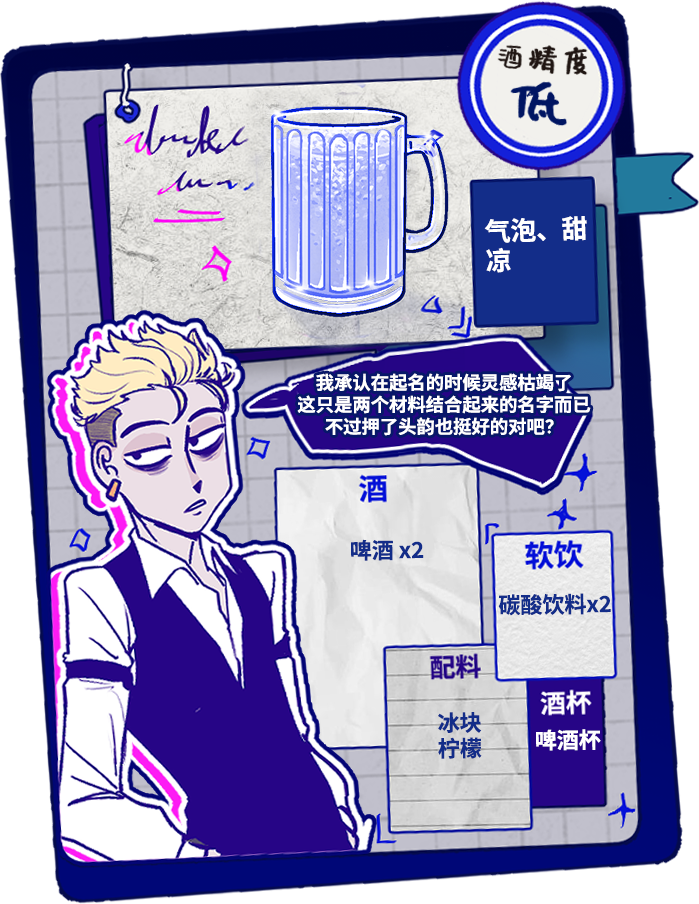 酒精度
低
气泡、甜
凉
我承认在起名的时候灵感枯竭了
这只是两个材料结合起来的名字而已
不过押了头韵也挺好的对吧？
酒
啤酒 x2
软饮
碳酸饮料x2
配料
冰块
柠檬
酒杯
啤酒杯